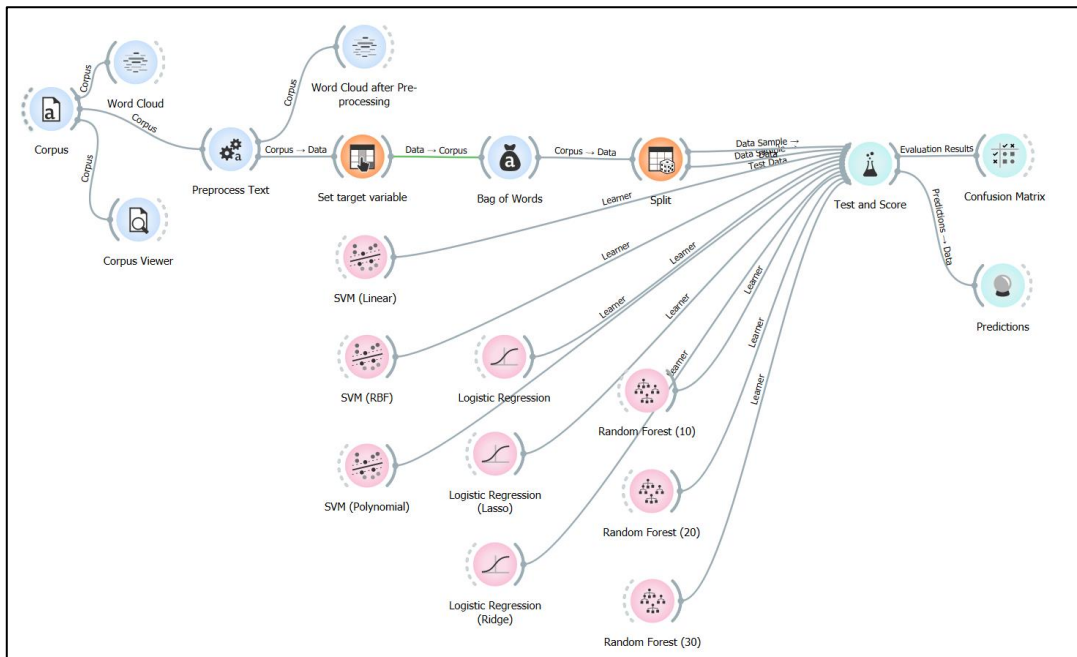 Corpus
Word Cloud
Corpus
Corpus
Corpus
Corpus Viewer
Preprocess Text
Corpus
Word Cloud after Pre-
processing
Corpus → Data
Set target variable
Data → Corpus
Bag of Words
Corpus → Data
Split
Data Sample →
Data
Data Sample
Test Data
Test and Score
Evaluation Results
Confusion Matrix
Predictions → Data
Predictions
Learner
SVM (Linear)
Learner
SVM (RBF)
Learner
SVM (Polynomial)
Learner
Logistic Regression
Learner
Logistic Regression
(Lasso)
Learner
Logistic Regression
(Ridge)
Learner
Random Forest (10)
Learner
Random Forest (20)
Learner
Random Forest (30)